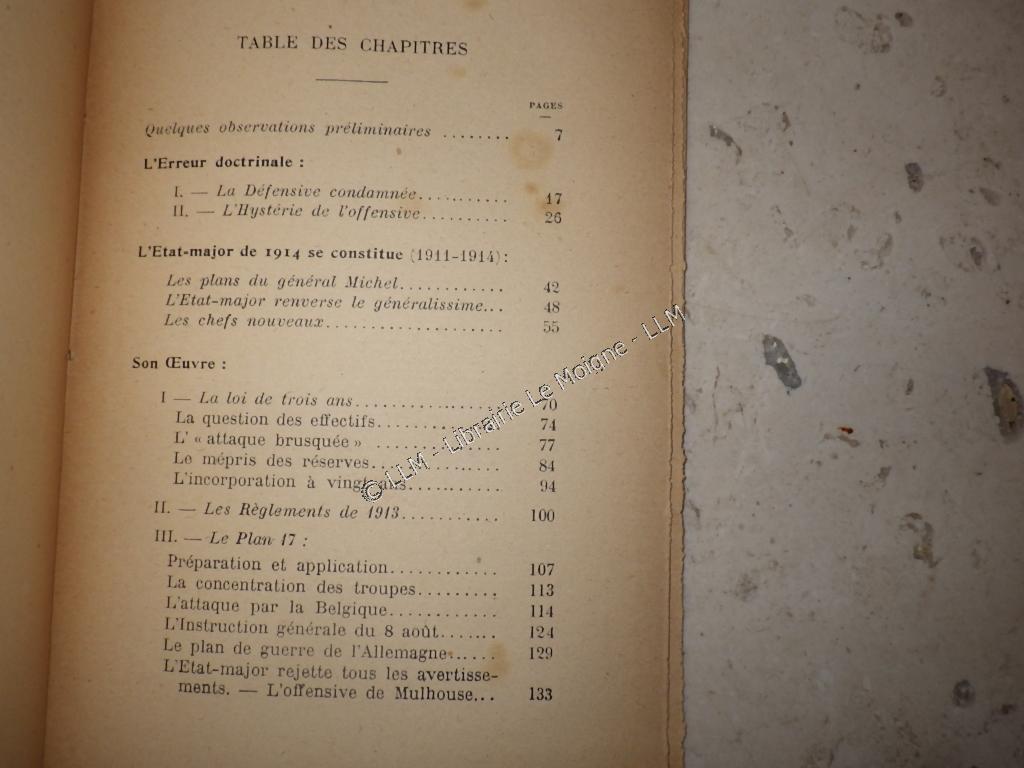 TABLE DES CHAPITRES
PAGES
Quelques observations préliminaires ........ 7
L'Erreur doctrinale :
I. — La Défensive condamnée........... 17
II. — L'Hystérie de l'offensive.......... 26
L'Etat-major de 1914 se constitue (1911-1914) :
Les plans du général Michel............ 42
L'Etat-major renverse le généralissime... 48
Les chefs nouveaux.................... 55
Son Œuvre :
I — La loi de trois ans................. 70
La question des effectifs.............. 74
L' « attaque brusquée » .............. 77
Le mépris des réserves.............. 84
L'incorporation à vingt ans........... 94
II. — Les Règlements de 1913........... 100
III. — Le Plan 17 :
Préparation et application............ 107
La concentration des troupes......... 113
L'attaque par la Belgique............ 114
L'Instruction générale du 8 août....... 124
Le plan de guerre de l'Allemagne...... 129
L'Etat-major rejette tous les avertisse-
ments. — L'offensive de Mulhouse... 133
© LLM - Librairie Le Moigne - LLM